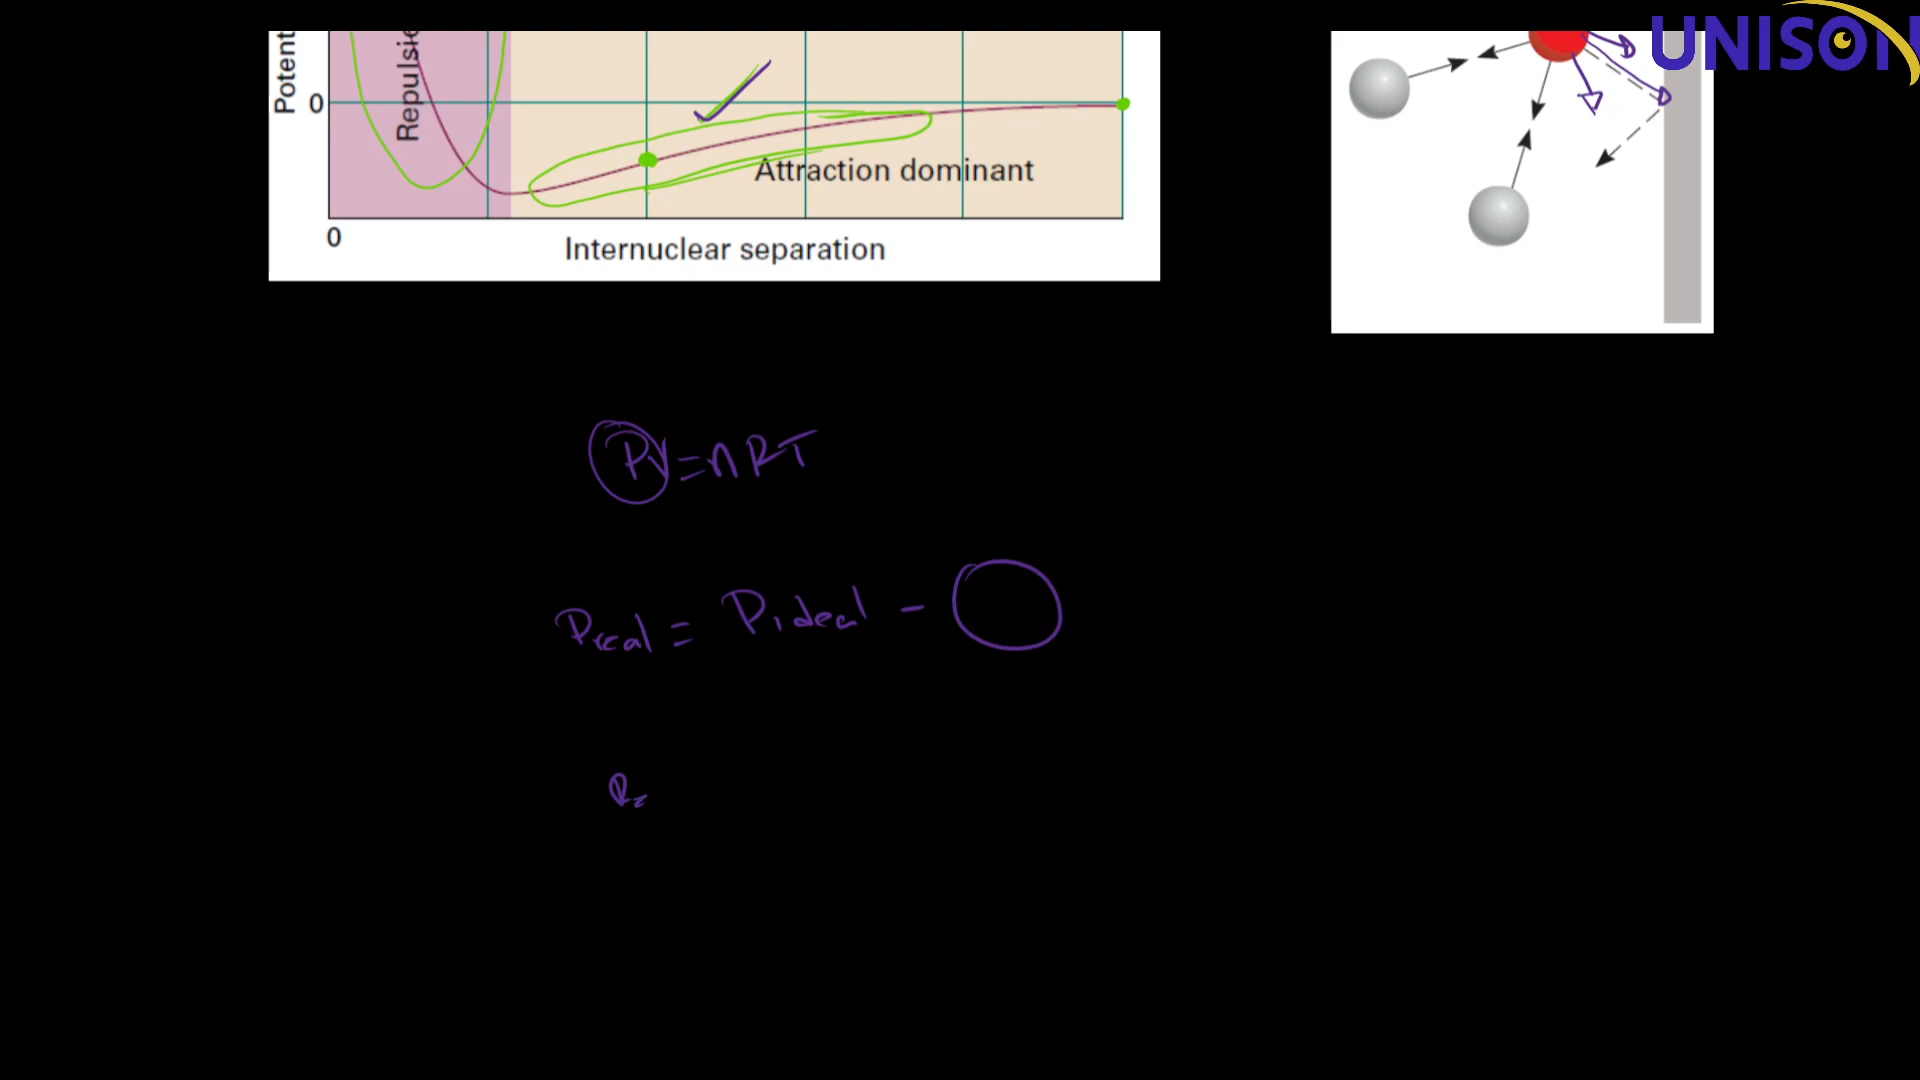 UNISON
Potent
Repulsi
0
Attraction dominant
0
Internuclear separation
PV = nRT
Preal = Pideal -